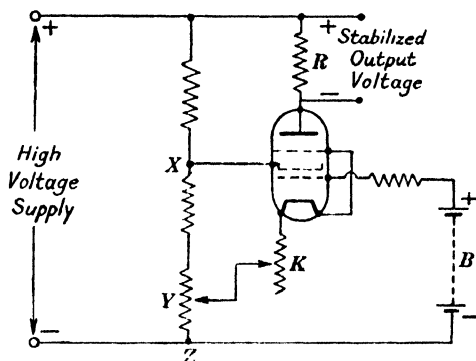 +
+
Stabilized
Output
Voltage
−
R
High
Voltage
Supply
X
+
K
B
Y
−
−
Z